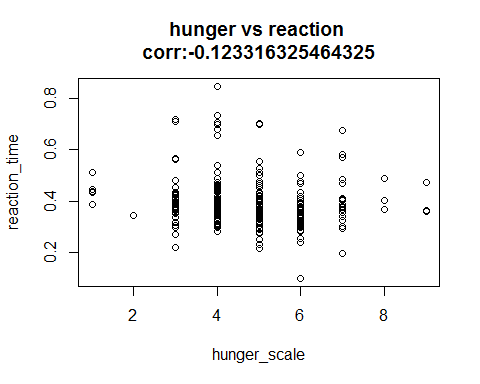 hunger vs reaction
corr:-0.123316325464325
reaction_time
0.8
0.6
0.4
0.2
2 4 6 8
hunger_scale